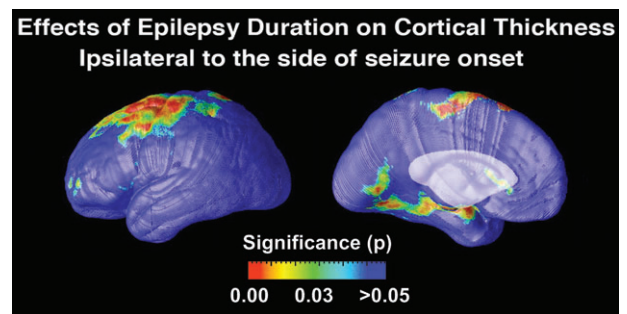 Effects of Epilepsy Duration on Cortical Thickness
Ipsilateral to the side of seizure onset
Significance (p)
0.00 0.03 >0.05